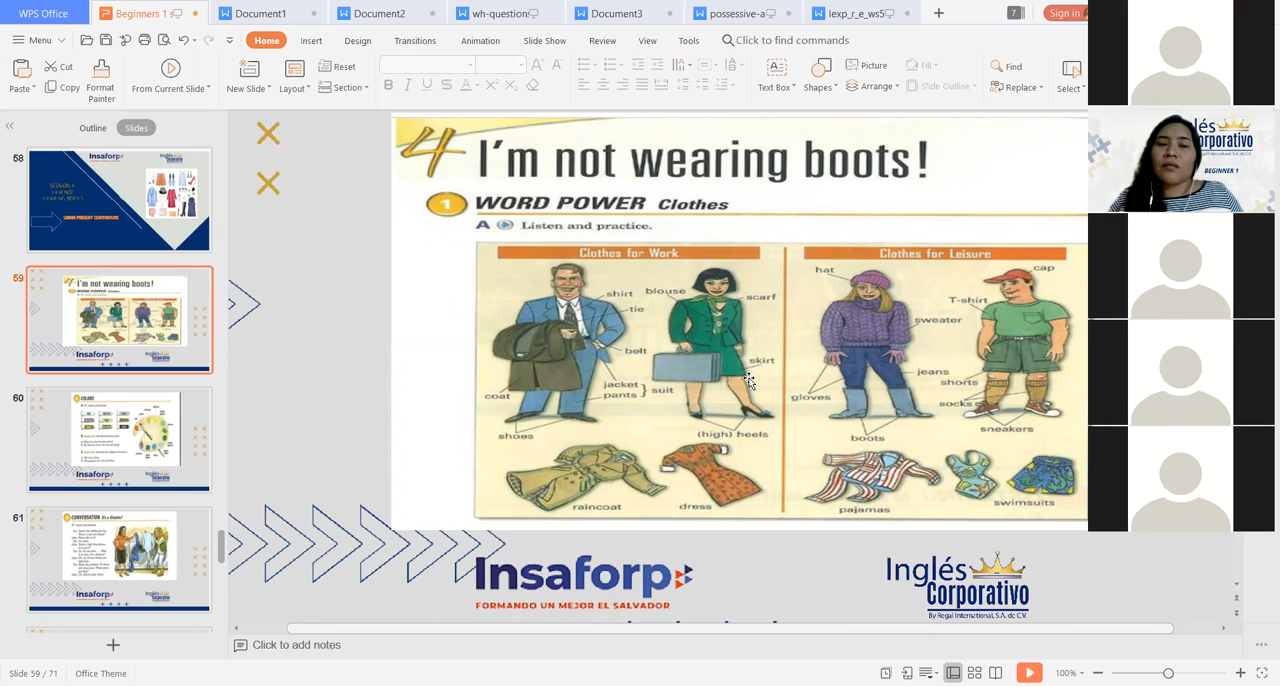 WPS Office
Beginners 1 s
Document1
Document2
wh-question
Document3
possessive-a
lexp_r_e_ws5
7
Sign in
Menu
Home
Insert
Design
Transitions
Animation
Slide Show
Review
View
Tools
Click to find commands
Paste
Cut
Copy
Format Painter
From Current Slide
New Slide
Layout
Reset
Section
B I U S A X² X₂
Text Box
Shapes
Picture
Arrange
Fill
Slide Outline
Find
Replace
Select
Outline
Slides
58
59
60
61
4 I'm not wearing boots!
1 WORD POWER Clothes
A Listen and practice.
Clothes for Work
Clothes for Leisure
shirt
blouse
scarf
tie
belt
skirt
jacket
pants
suit
coat
shoes
(high) heels
raincoat
dress
hat
cap
T-shirt
sweater
jeans
shorts
gloves
socks
sneakers
boots
pajamas
swimsuits
Insaforp
FORMANDO UN MEJOR EL SALVADOR
Inglés
Corporativo
By Regal International, S.A. de C.V.
lés
orporativo
BEGINNER 1
Click to add notes
Slide 59 / 71
Office Theme
100%